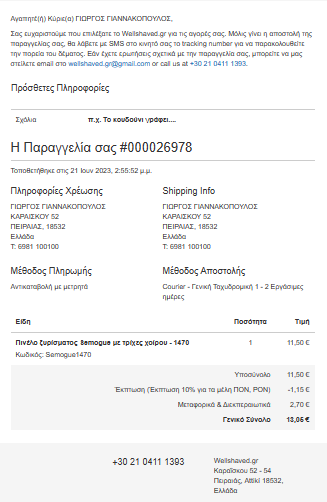 Αγαπητέ(ή) Κύριε(α) ΓΙΩΡΓΟΣ ΓΙΑΝΝΑΚΟΠΟΥΛΟΣ,
Σας ευχαριστούμε που επιλέξατε το Wellshaved.gr για τις αγορές σας. Μόλις γίνει η αποστολή της
παραγγελίας σας, θα λάβετε με SMS στο κινητό σας το tracking number για να παρακολουθείτε
την πορεία του δέματος. Εάν έχετε ερωτήσεις σχετικά με την παραγγελία σας, μπορείτε να μας
στείλετε email στο wellshaved.gr@gmail.com or call us at +30 21 0411 1393.
Πρόσθετες Πληροφορίες
Σχόλια π.χ. Το κουδούνι γράφει....
Η Παραγγελία σας #000026978
Τοποθετήθηκε στις 21 Ιουν 2023, 2:55:52 μ.μ.
Πληροφορίες Χρέωσης Shipping Info
ΓΙΩΡΓΟΣ ΓΙΑΝΝΑΚΟΠΟΥΛΟΣ ΓΙΩΡΓΟΣ ΓΙΑΝΝΑΚΟΠΟΥΛΟΣ
ΚΑΡΑΙΣΚΟΥ 52 ΚΑΡΑΙΣΚΟΥ 52
ΠΕΙΡΑΙΑΣ, 18532 ΠΕΙΡΑΙΑΣ, 18532
Ελλάδα Ελλάδα
Τ: 6981 100100 Τ: 6981 100100
Μέθοδος Πληρωμής Μέθοδος Αποστολής
Αντικαταβολή με μετρητά Courier - Γενική Ταχυδρομική 1 - 2 Εργάσιμες
ημέρες
Είδη Ποσότητα Τιμή
Πινέλο ξυρίσματος Semogue με τρίχες χοίρου - 1470 1 11,50 €
Κωδικός: Semogue1470
Υποσύνολο 11,50 €
Έκπτωση (Έκπτωση 10% για τα μέλη ΠΟΝ, PON) -1,15 €
Μεταφορικά & Διεκπεραιωτικά 2,70 €
Γενικό Σύνολο 13,05 €
+30 21 0411 1393 Wellshaved.gr
Καραΐσκου 52 - 54
Πειραιάς, Attiki 18532,
Ελλάδα